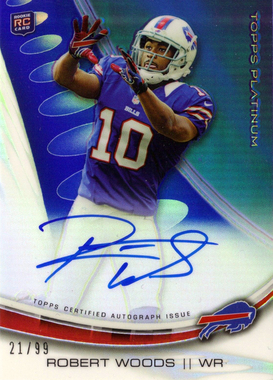 ROOKIE
RC
CARD
TOPPS PLATINUM
BILLS
10
TOPPS CERTIFIED AUTOGRAPH ISSUE
21/99
ROBERT WOODS || WR